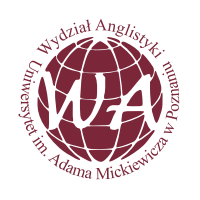 Wydział Anglistyki
Uniwersytet im. Adama Mickiewicza w Poznaniu
WA